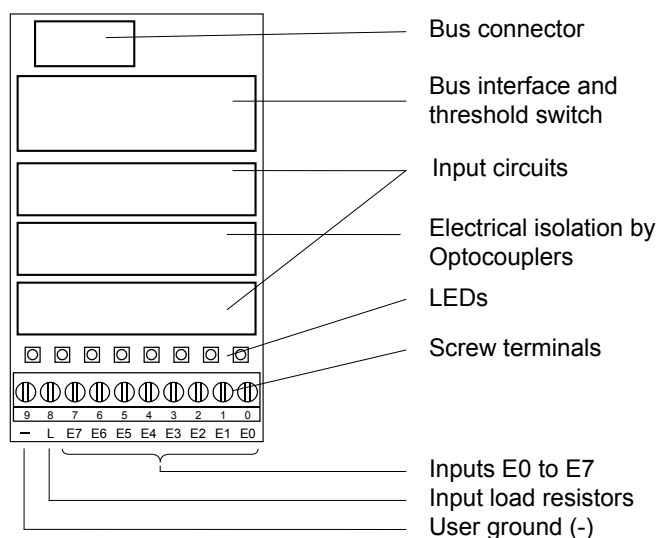 Bus connector
Bus interface and
threshold switch
Input circuits
Electrical isolation by
Optocouplers
LEDs
Screw terminals
9 8 7 6 5 4 3 2 1 0
– L E7 E6 E5 E4 E3 E2 E1 E0
Inputs E0 to E7
Input load resistors
User ground (-)